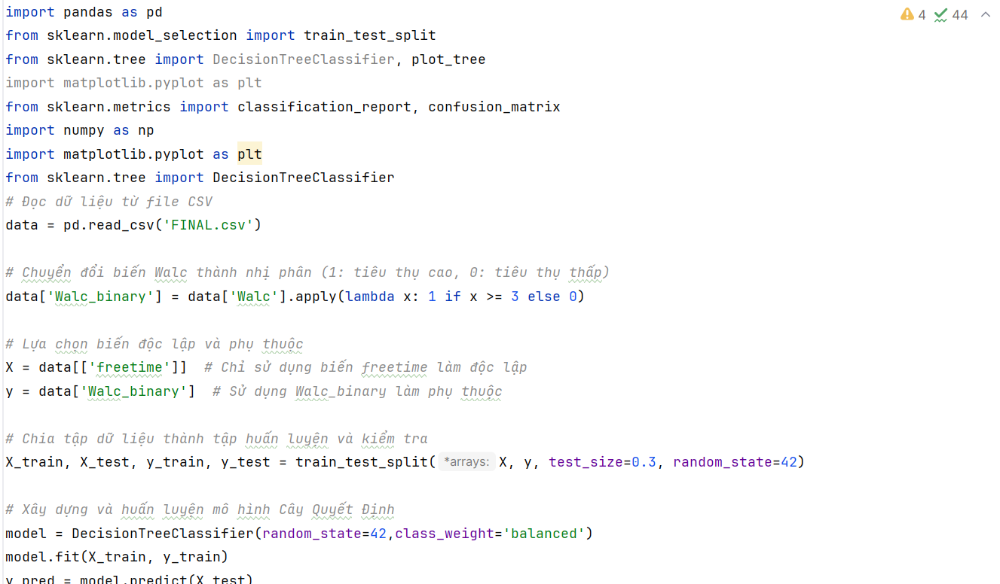 import pandas as pd
4 44
from sklearn.model_selection import train_test_split
from sklearn.tree import DecisionTreeClassifier, plot_tree
import matplotlib.pyplot as plt
from sklearn.metrics import classification_report, confusion_matrix
import numpy as np
import matplotlib.pyplot as plt
from sklearn.tree import DecisionTreeClassifier
# Đọc dữ liệu từ file CSV
data = pd.read_csv('FINAL.csv')
# Chuyển đổi biến Walc thành nhị phân (1: tiêu thụ cao, 0: tiêu thụ thấp)
data['Walc_binary'] = data['Walc'].apply(lambda x: 1 if x >= 3 else 0)
# Lựa chọn biến độc lập và phụ thuộc
X = data[['freetime']]  # Chỉ sử dụng biến freetime làm độc lập
y = data['Walc_binary']  # Sử dụng Walc_binary làm phụ thuộc
# Chia tập dữ liệu thành tập huấn luyện và kiểm tra
X_train, X_test, y_train, y_test = train_test_split( *arrays: X, y, test_size=0.3, random_state=42)
# Xây dựng và huấn luyện mô hình Cây Quyết Định
model = DecisionTreeClassifier(random_state=42,class_weight='balanced')
model.fit(X_train, y_train)
y_pred = model.predict(X_test)